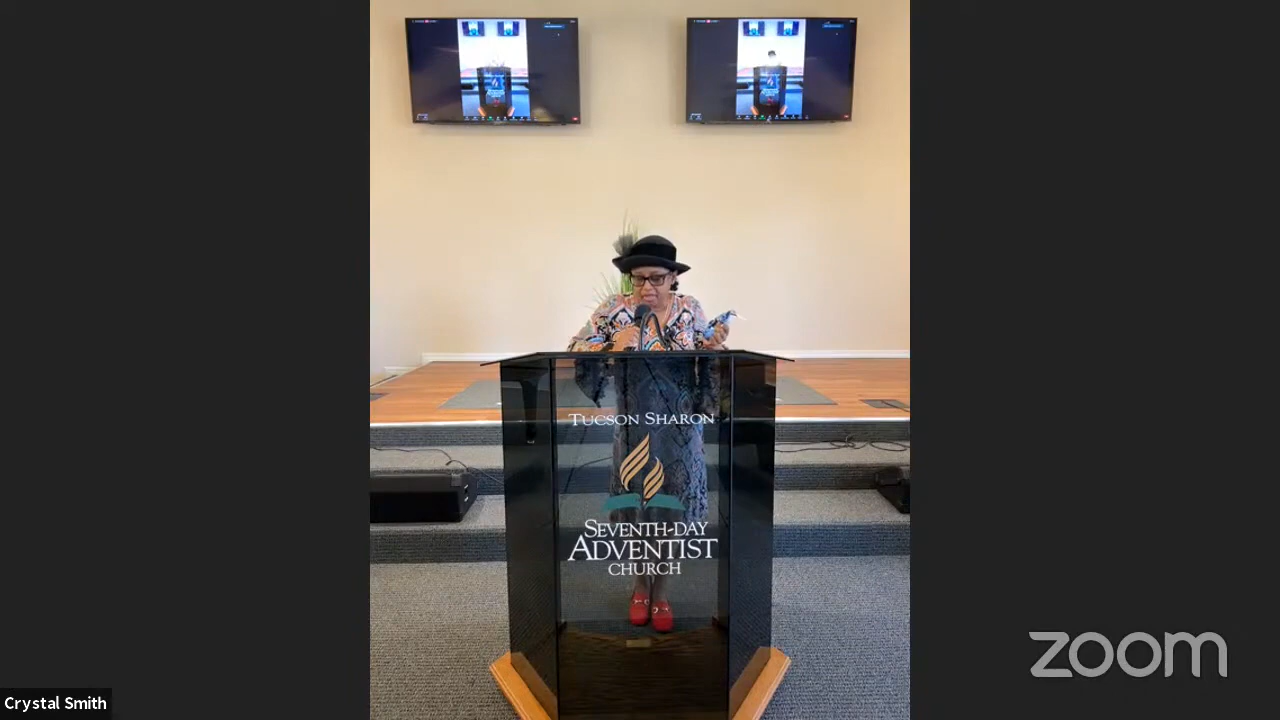 TUCSON SHARON
SEVENTH-DAY
ADVENTIST
CHURCH
zoom
Crystal Smith